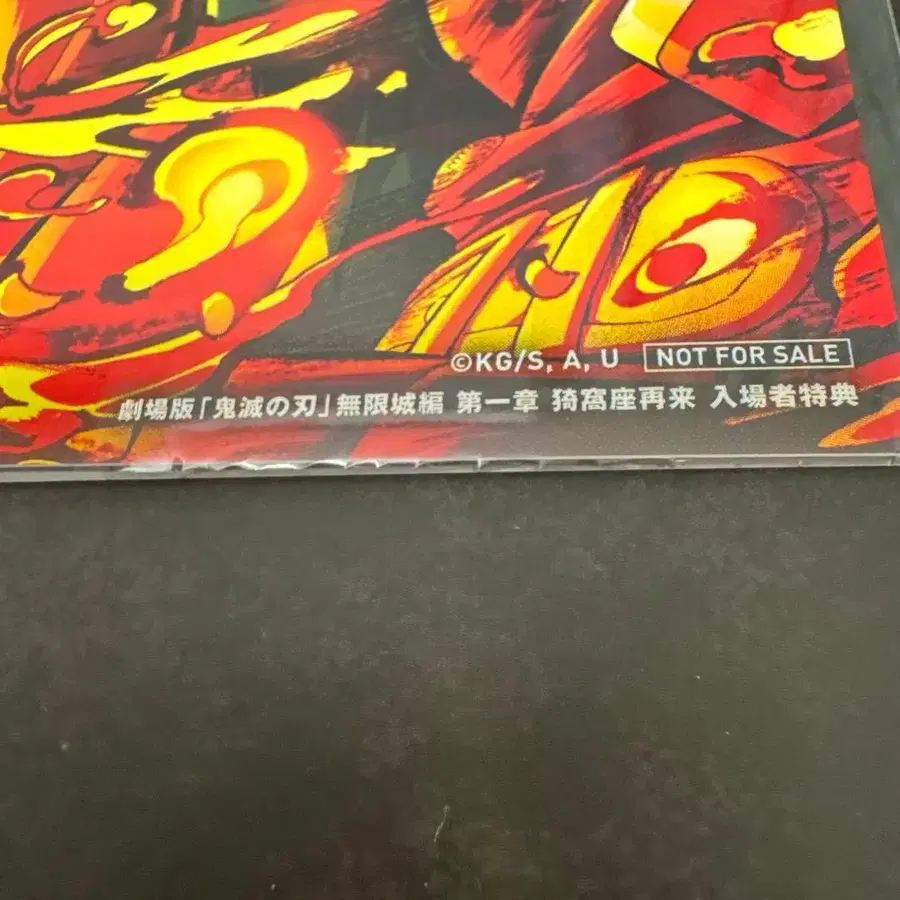 ©KG/S, A, U NOT FOR SALE
劇場版「鬼滅の刃」無限城編 第一章 猗窩座再来 入場者特典